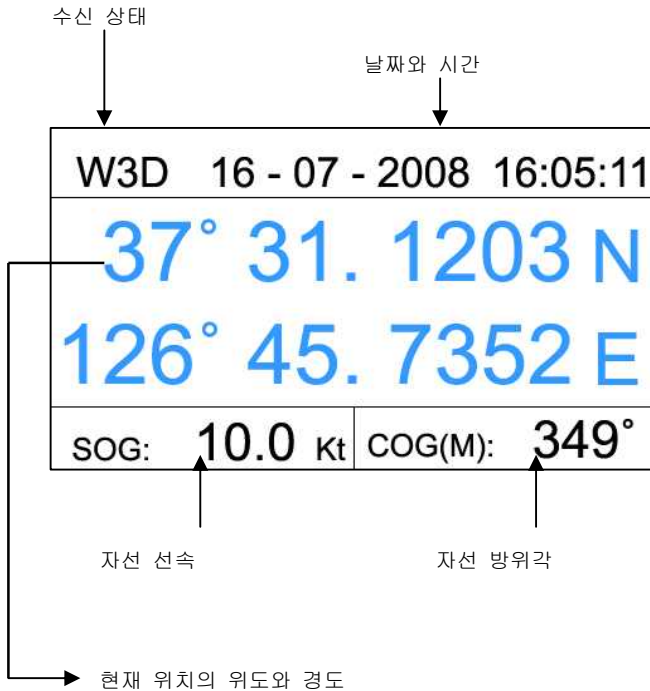 수신 상태
날짜와 시간
W3D 16 - 07 - 2008 16:05:11
37° 31. 1203 N
126° 45. 7352 E
SOG: 10.0 Kt COG(M): 349°
자선 선속 자선 방위각
현재 위치의 위도와 경도